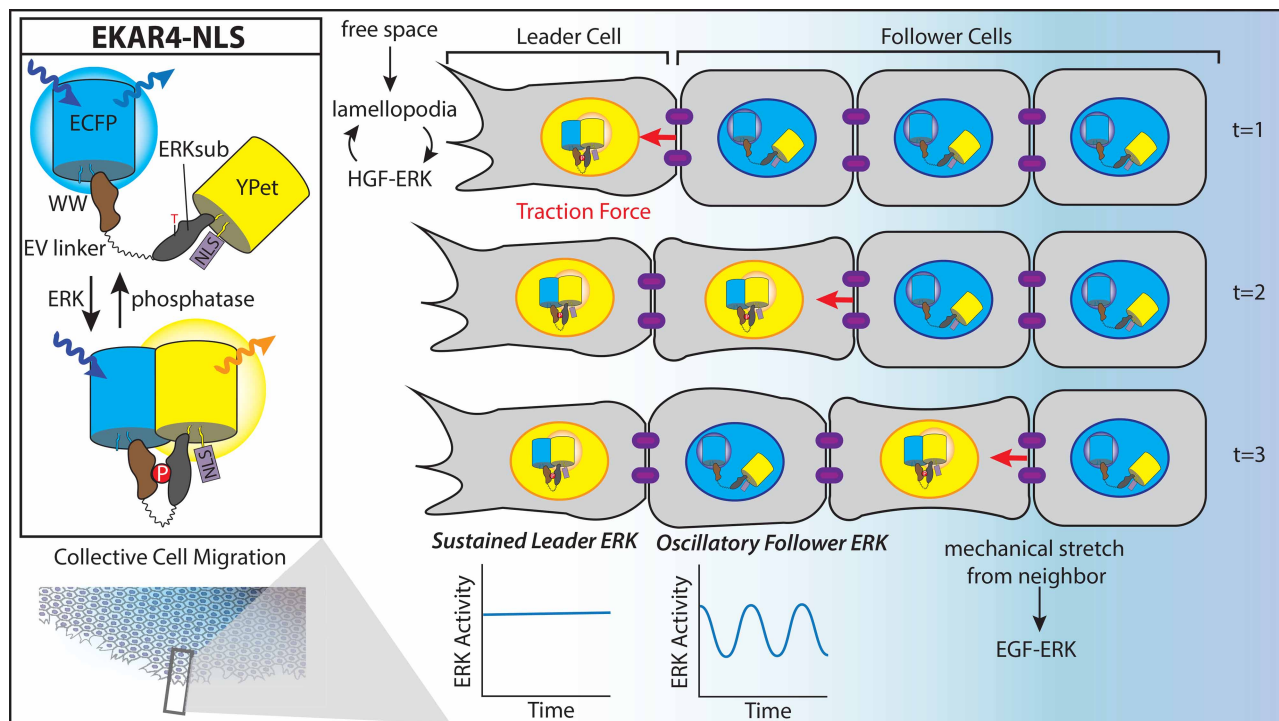 EKAR4-NLS
ECFP
ERKsub
YPet
WW
T
NLS
EV linker
ERK
phosphatase
NLS
P
Collective Cell Migration
free space
lamellopodia
HGF-ERK
Leader Cell
Follower Cells
Traction Force
t=1
t=2
t=3
Sustained Leader ERK
Oscillatory Follower ERK
ERK Activity
Time
ERK Activity
Time
mechanical stretch
from neighbor
EGF-ERK